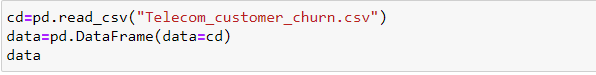 cd=pd.read_csv("Telecom_customer_churn.csv")
data=pd.DataFrame(data=cd)
data